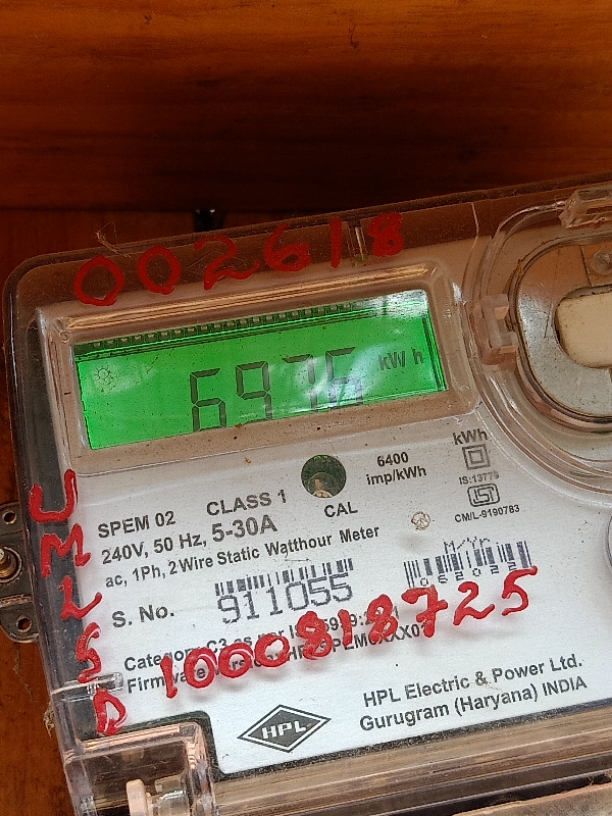 002618
6975 kWh
6400
imp/kWh
kWh
IS:13779
CM/L-9190783
CAL
SPEM 02 CLASS 1
240V, 50 Hz, 5-30A
ac, 1Ph, 2 Wire Static Watthour Meter
M/Yr.
062022
S. No. 911055
1000818725
HPL
HPL Electric & Power Ltd.
Gurugram (Haryana) INDIA